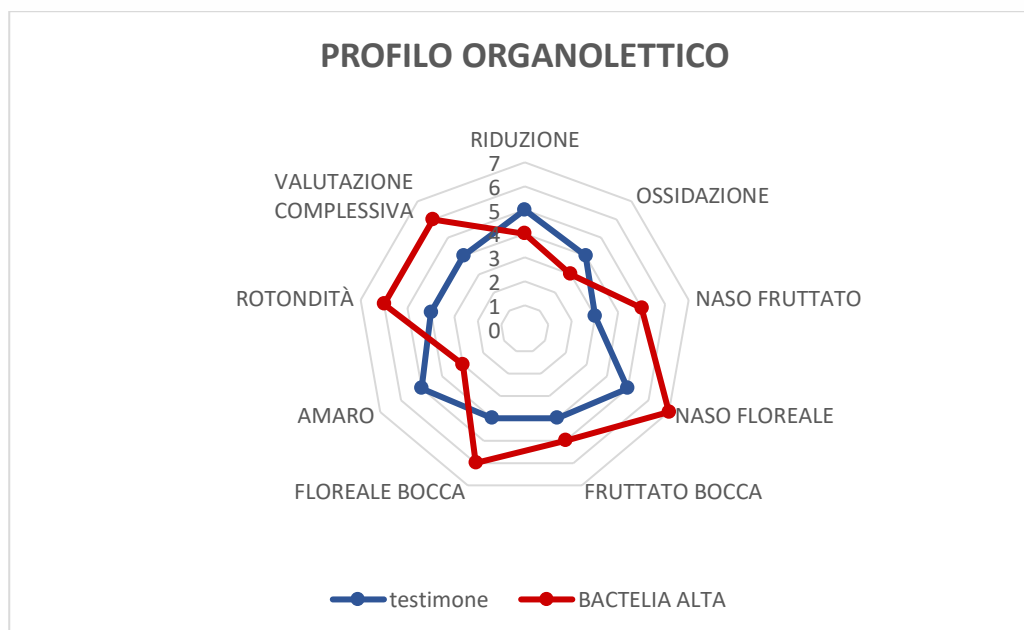 PROFILO ORGANOLETTICO
RIDUZIONE
OSSIDAZIONE
NASO FRUTTATO
NASO FLOREALE
FRUTTATO BOCCA
FLOREALE BOCCA
AMARO
ROTONDITÀ
VALUTAZIONE
COMPLESSIVA
7
6
5
4
3
2
1
0
testimone
BACTELIA ALTA